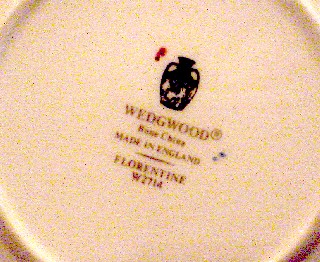 WEDGWOOD®
Bone China
MADE IN ENGLAND
FLORENTINE
W2714